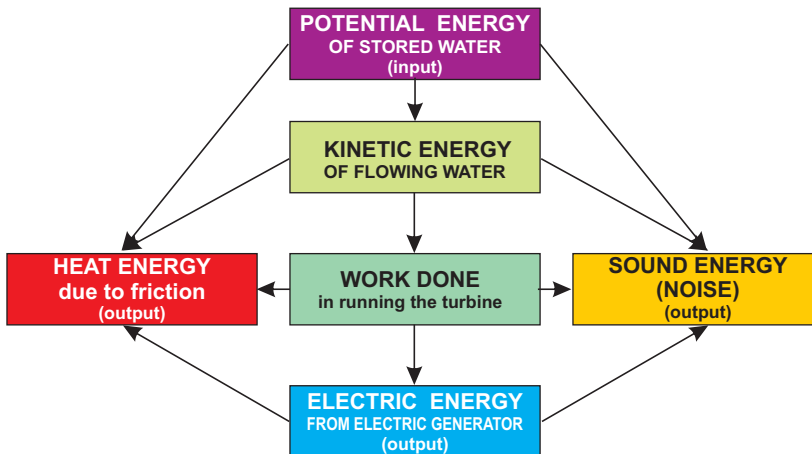 POTENTIAL ENERGY
OF STORED WATER
(input)
KINETIC ENERGY
OF FLOWING WATER
HEAT ENERGY
due to friction
(output)
WORK DONE
in running the turbine
SOUND ENERGY
(NOISE)
(output)
ELECTRIC ENERGY
FROM ELECTRIC GENERATOR
(output)